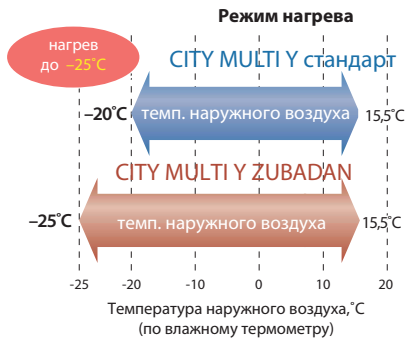 Режим нагрева
нагрев
до –25˚C
CITY MULTI Y стандарт
–20˚C
темп. наружного воздуха
15,5˚C
CITY MULTI Y ZUBADAN
–25˚C
темп. наружного воздуха
15,5˚C
-25 -20 -10 0 10 20
Температура наружного воздуха,˚C
(по влажному термометру)